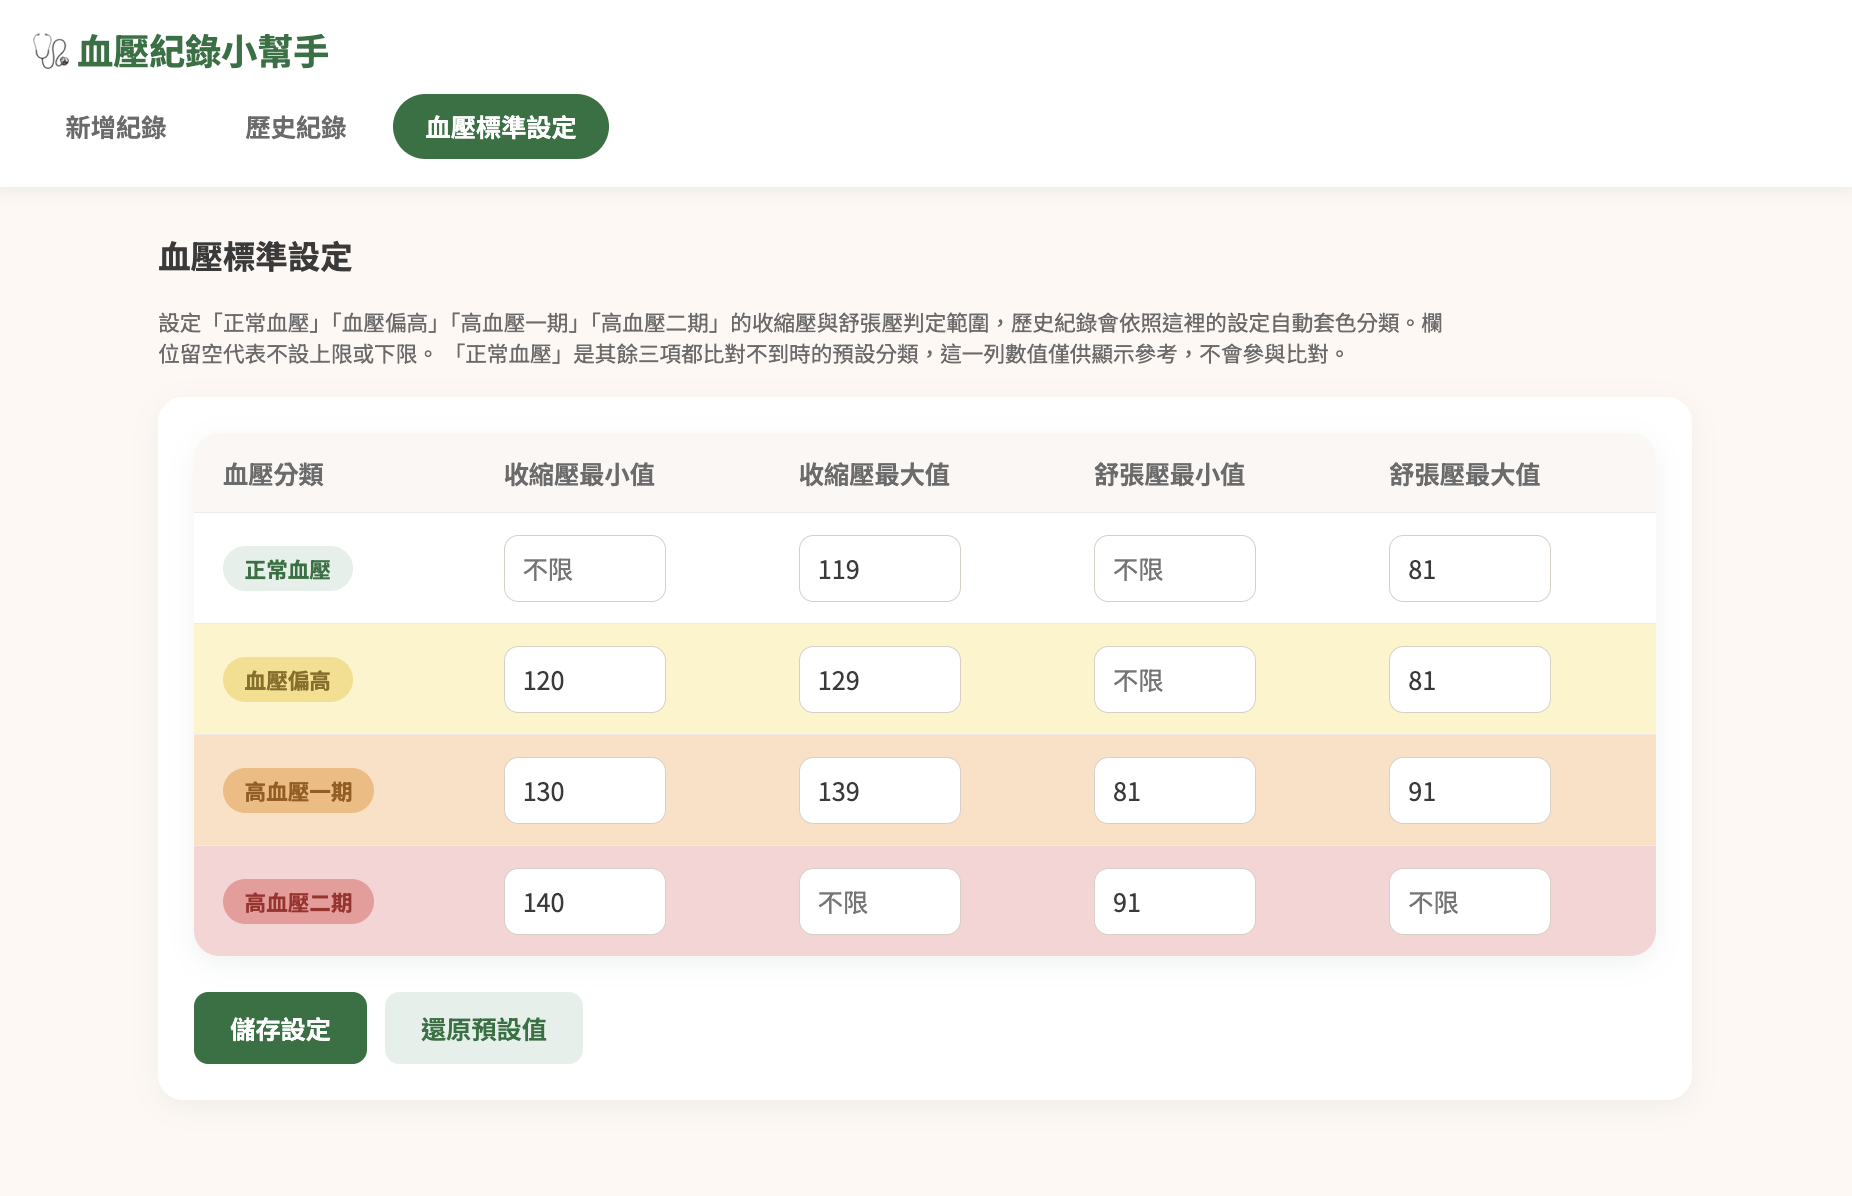 血壓紀錄小幫手
新增紀錄 歷史紀錄 血壓標準設定
血壓標準設定
設定「正常血壓」「血壓偏高」「高血壓一期」「高血壓二期」的收縮壓與舒張壓判定範圍，歷史紀錄會依照這裡的設定自動套色分類。欄
位留空代表不設上限或下限。 「正常血壓」是其餘三項都比對不到時的預設分類，這一列數值僅供顯示參考，不會參與比對。
血壓分類 收縮壓最小值 收縮壓最大值 舒張壓最小值 舒張壓最大值
正常血壓 不限 119 不限 81
血壓偏高 120 129 不限 81
高血壓一期 130 139 81 91
高血壓二期 140 不限 91 不限
儲存設定 還原預設值